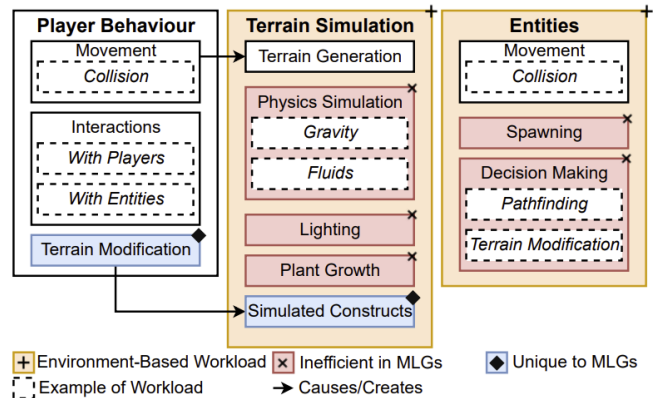 Player Behaviour
Movement
Collision
Interactions
With Players
With Entities
Terrain Modification
Terrain Simulation
Terrain Generation
Physics Simulation
Gravity
Fluids
Lighting
Plant Growth
Simulated Constructs
Entities
Movement
Collision
Spawning
Decision Making
Pathfinding
Terrain Modification
Environment-Based Workload
Inefficient in MLGs
Unique to MLGs
Example of Workload
Causes/Creates